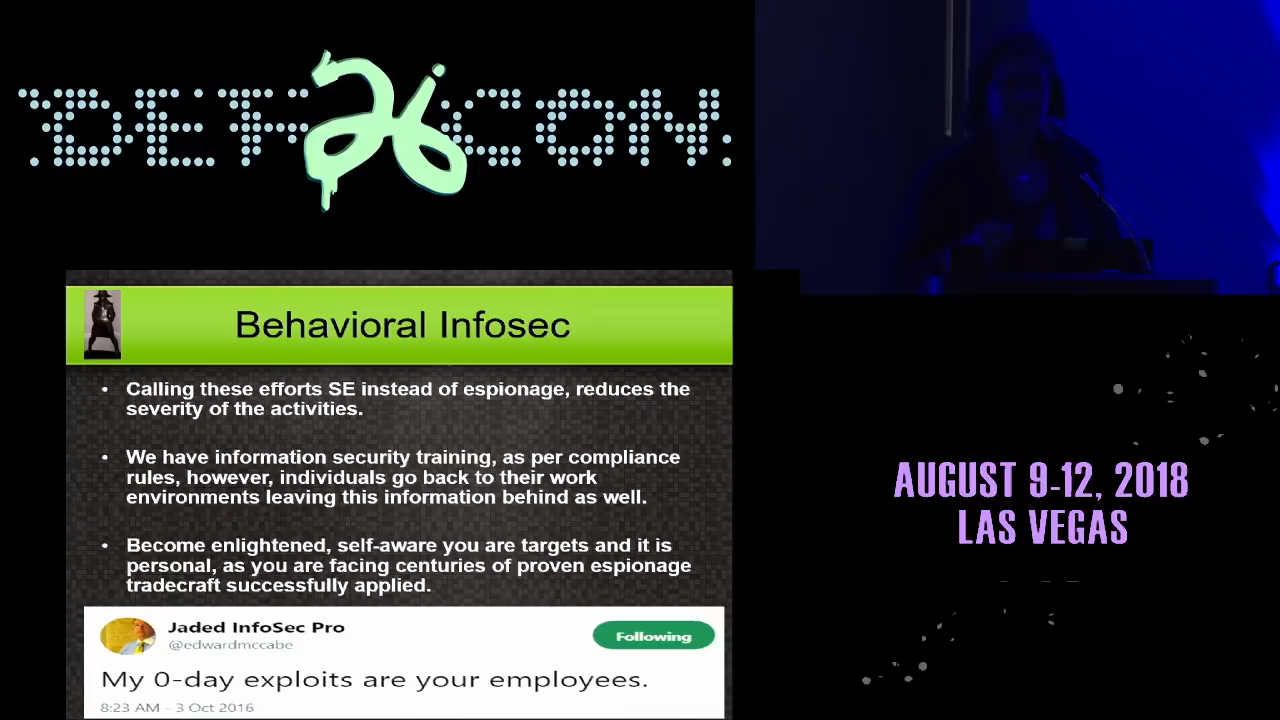 DEF CON 26
Behavioral Infosec
• Calling these efforts SE instead of espionage, reduces the
severity of the activities.
• We have information security training, as per compliance
rules, however, individuals go back to their work
environments leaving this information behind as well.
• Become enlightened, self-aware you are targets and it is
personal, as you are facing centuries of proven espionage
tradecraft successfully applied.
Jaded InfoSec Pro
@edwardmccabe
Following
My 0-day exploits are your employees.
8:23 AM - 3 Oct 2016
AUGUST 9-12, 2018
LAS VEGAS